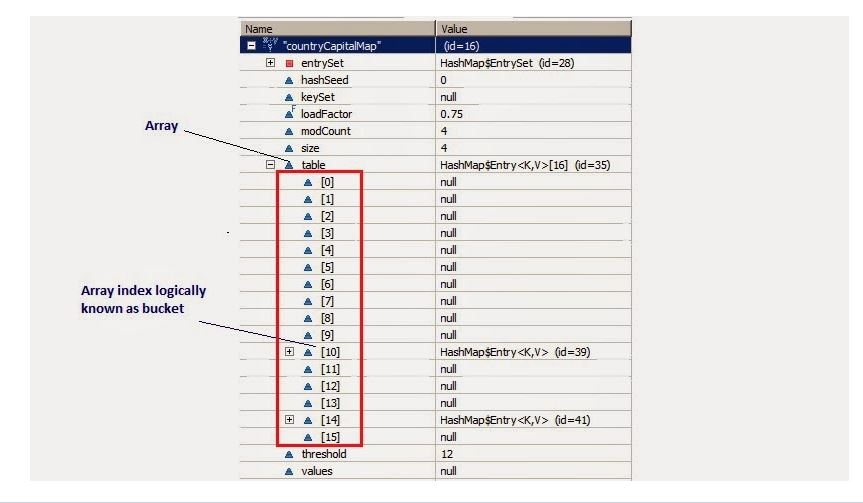 Name Value
"countryCapitalMap" (id=16)
entrySet HashMap$EntrySet (id=28)
hashSeed 0
keySet null
F loadFactor 0.75
Array
modCount 4
size 4
table HashMap$Entry<K,V>[16] (id=35)
[0] null
[1] null
[2] null
[3] null
[4] null
[5] null
[6] null
[7] null
Array index logically
known as bucket
[8] null
[9] null
[10] HashMap$Entry<K,V> (id=39)
[11] null
[12] null
[13] null
[14] HashMap$Entry<K,V> (id=41)
[15] null
threshold 12
values null